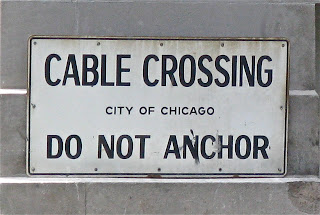 CABLE CROSSING
CITY OF CHICAGO
DO NOT ANCHOR